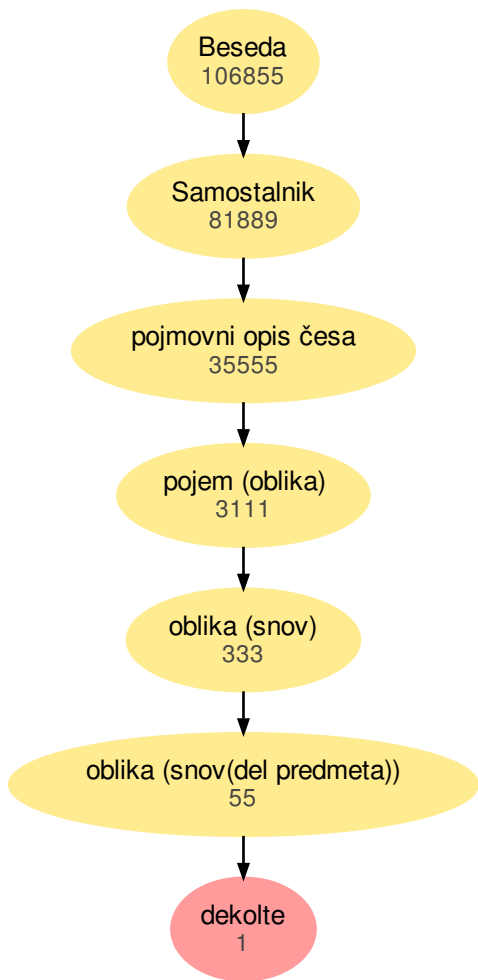 Beseda
106855
Samostalnik
81889
pojmovni opis česa
35555
pojem (oblika)
3111
oblika (snov)
333
oblika (snov(del predmeta))
55
dekolte
1